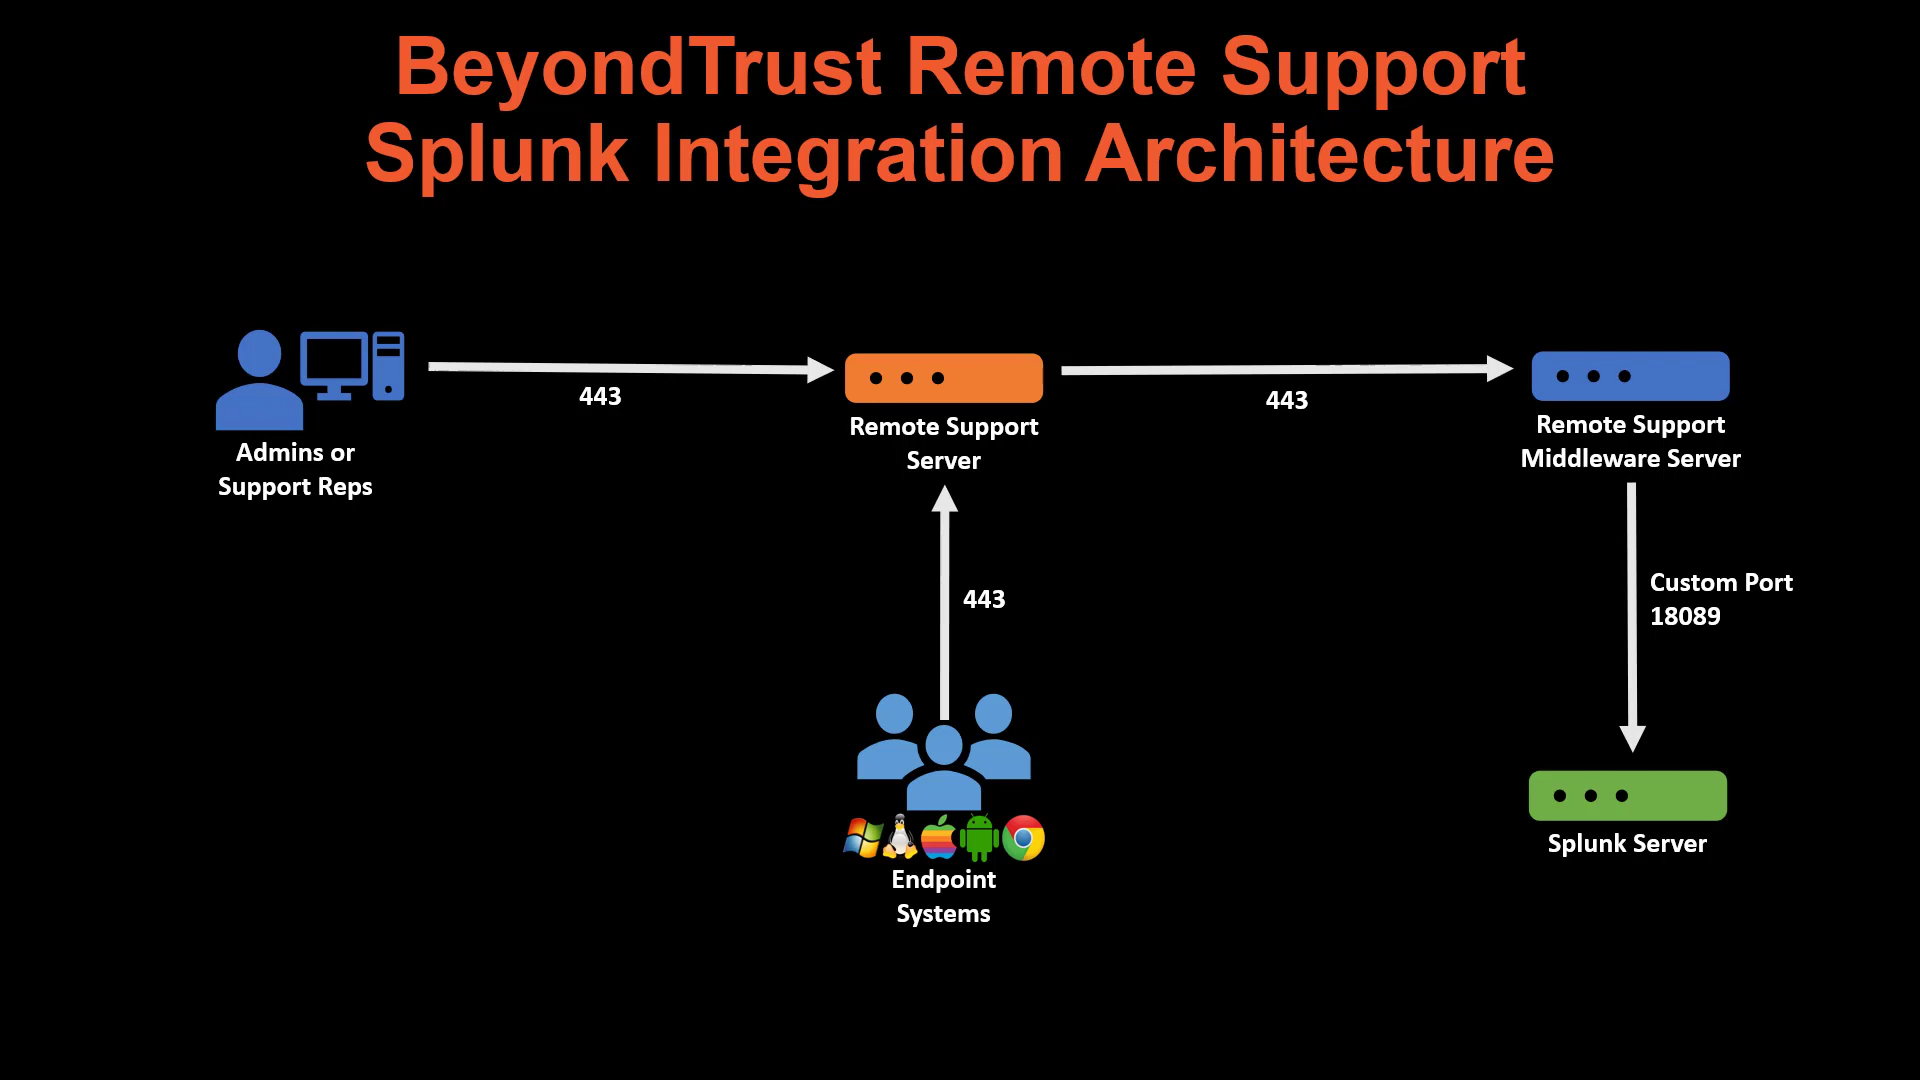 BeyondTrust Remote Support
Splunk Integration Architecture
443
443
Admins or
Support Reps
Remote Support
Server
Remote Support
Middleware Server
443
Custom Port
18089
Endpoint
Systems
Splunk Server